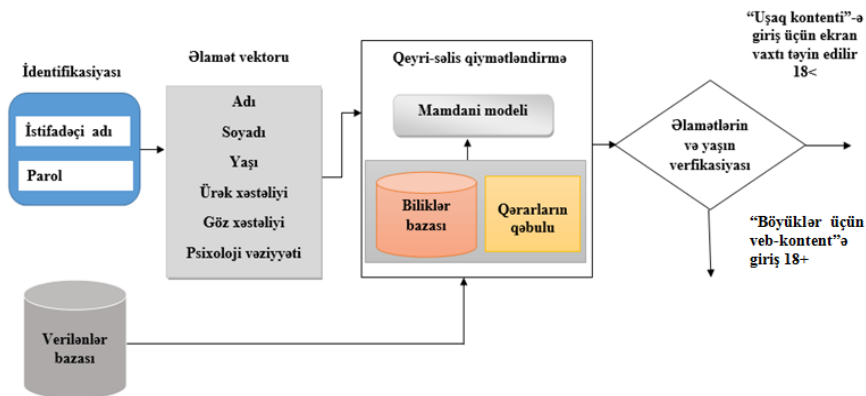 İdentifikasiyası
İstifadəçi adı
Parol
Əlamət vektoru
Adı
Soyadı
Yaşı
Ürək xəstəliyi
Göz xəstəliyi
Psixoloji vəziyyəti
Verilənlər
bazası
Qeyri-səlis qiymətləndirmə
Mamdani modeli
Biliklər
bazası
Qərarların
qəbulu
Əlamətlərin
və yaşın
verfikasiyası
“Uşaq kontenti”-ə
giriş üçün ekran
vaxtı təyin edilir
18<
“Böyüklər üçün
veb-kontent”ə
giriş 18+